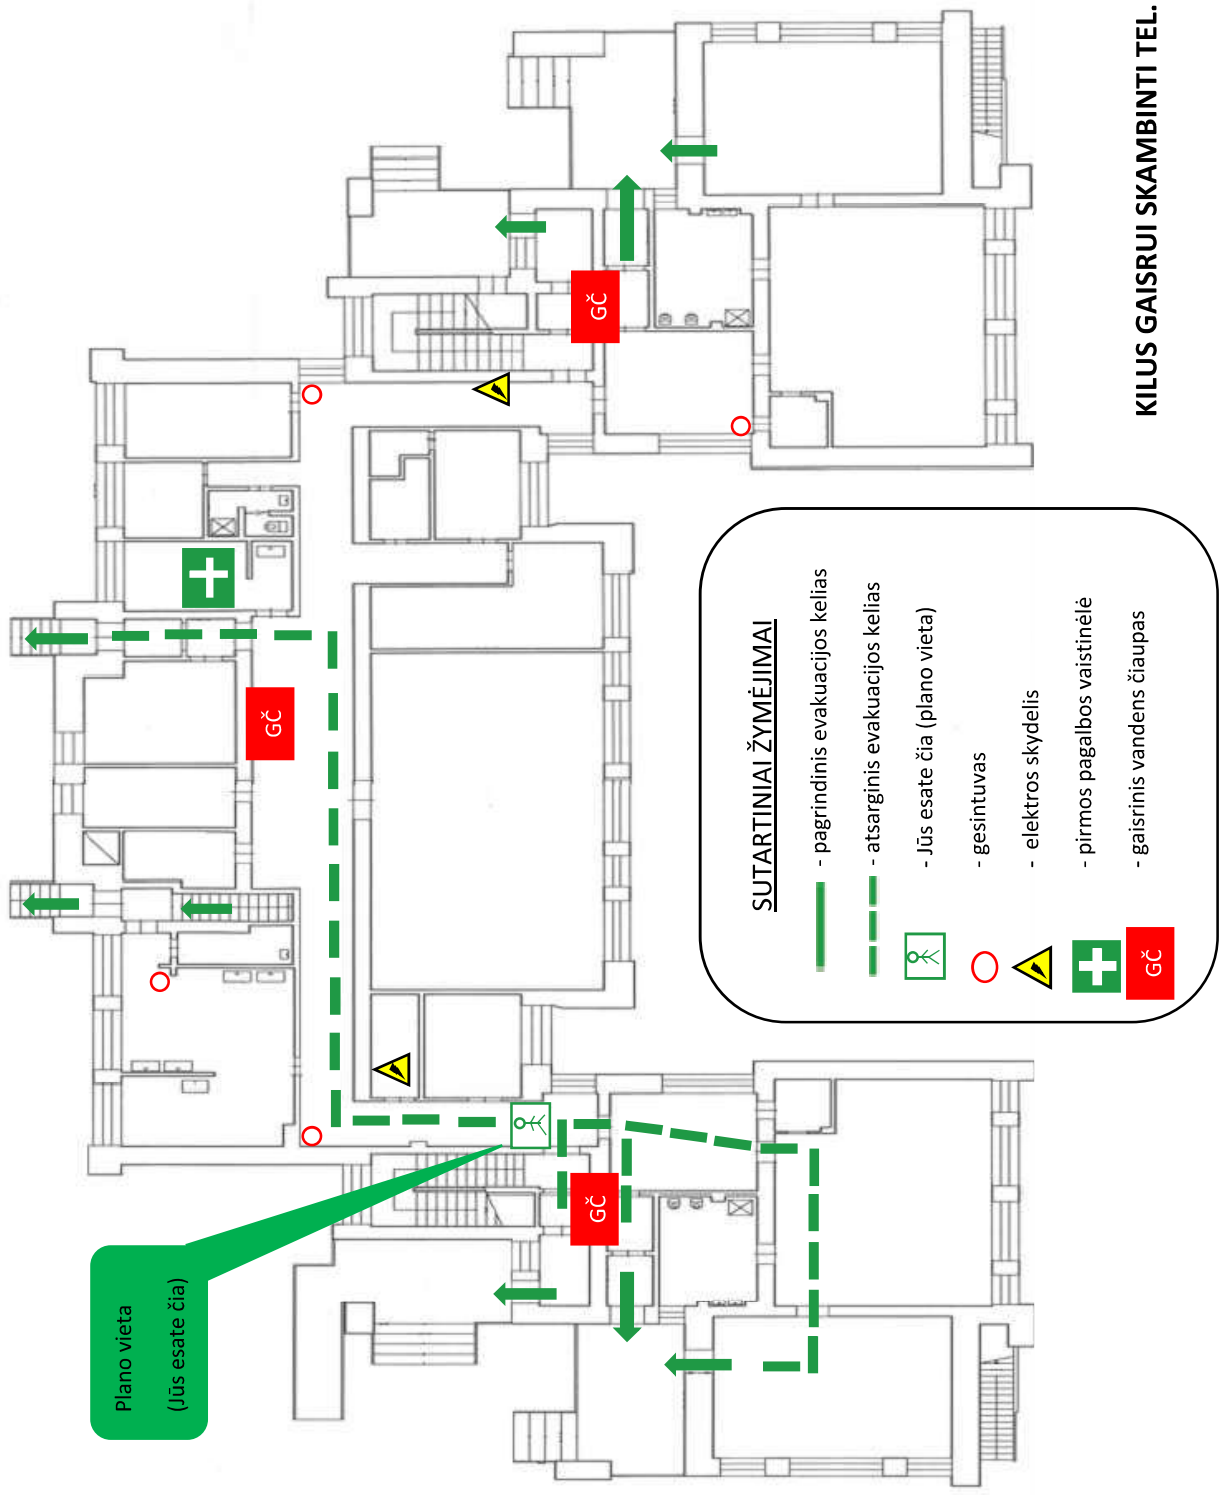 Plano vieta
(Jūs esate čia)
GČ
GČ
GČ
SUTARTINIAI ŽYMĖJIMAI
- pagrindinis evakuacijos kelias
- atsarginis evakuacijos kelias
- Jūs esate čia (plano vieta)
- gesintuvas
- elektros skydelis
- pirmos pagalbos vaistinėlė
GČ - gaisrinis vandens čiaupas
KILUS GAISRUI SKAMBINTI TEL.